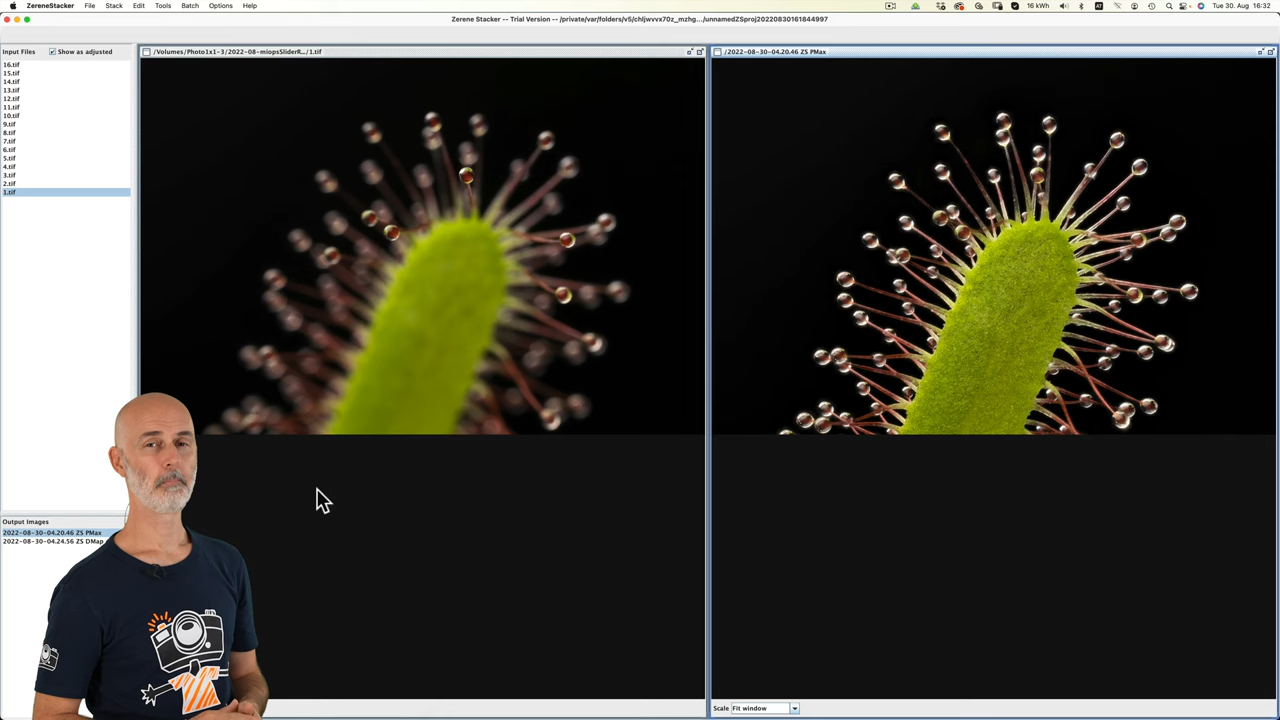 ZereneStacker File Stack Edit Tools Batch Options Help 16 kWh Tue 30. Aug 16:32
Zerene Stacker -- Trial Version -- /private/var/folders/v5/chljwvvx70z_mzhg.../unnamedZSproj20220830161844997
Input Files Show as adjusted
16.tif
15.tif
14.tif
13.tif
12.tif
11.tif
10.tif
9.tif
8.tif
7.tif
6.tif
5.tif
4.tif
3.tif
2.tif
1.tif
/Volumes/Photo1x1-3/2022-08-miopsSliderR.../1.tif
/2022-08-30-04.20.46 ZS PMax
Output Images
2022-08-30-04.20.46 ZS PMax
2022-08-30-04.24.56 ZS DMap
Scale Fit window